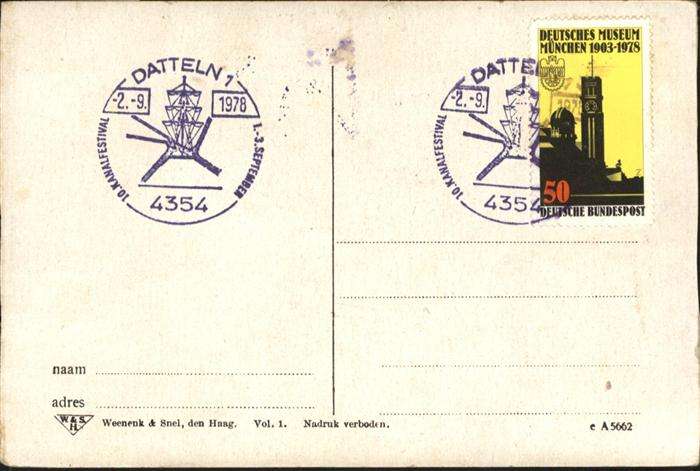 DATTELN 1
-2.-9.
1978
10.KANALFESTIVAL
1.-3.SEPTEMBER
4354
DATTELN
-2.-9.
10.KANALFESTIVAL
4354
DEUTSCHES MUSEUM
MÜNCHEN 1903-1978
50
DEUTSCHE BUNDESPOST
naam
adres
W & S.
H.
Weenenk & Snel, den Haag. Vol. 1. Nadruk verboden.
e A 5662